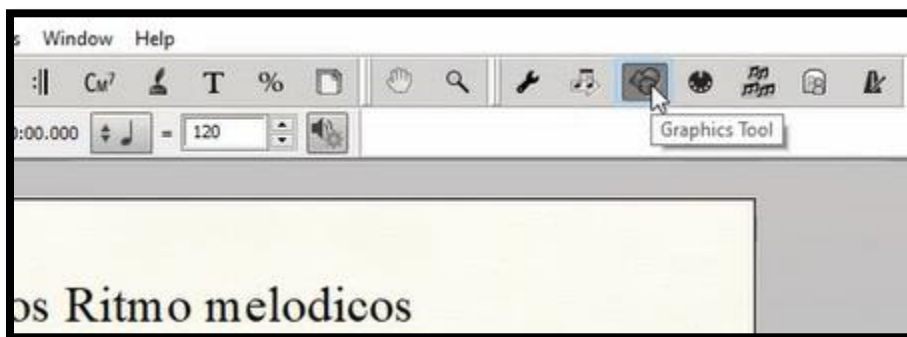 s Window Help
CM7 T %
0:00.000 = 120
Graphics Tool
os Ritmo melodicos